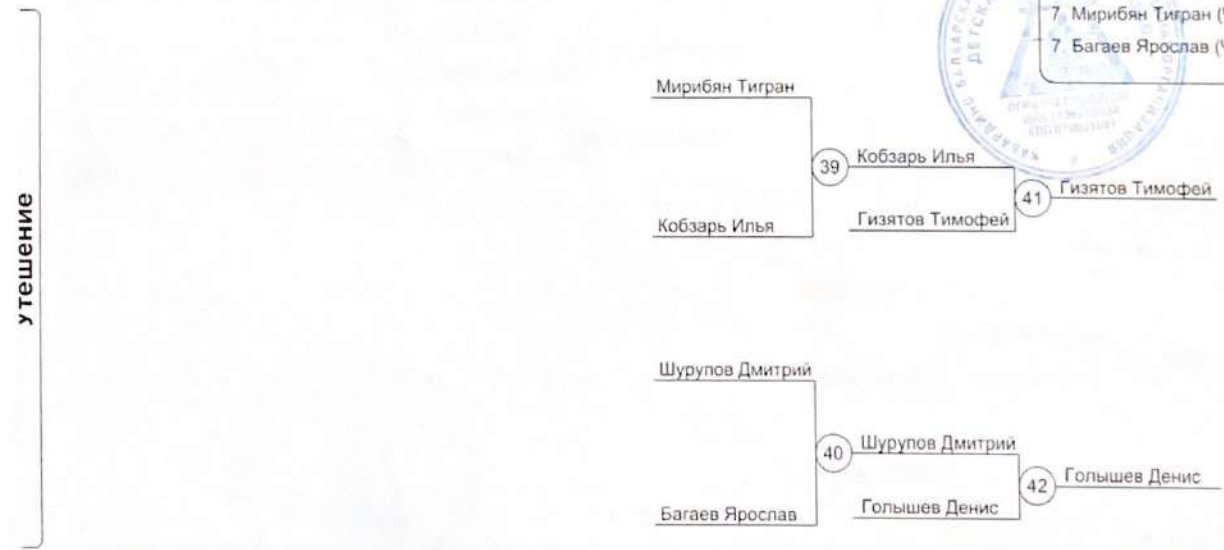 7. Мирибян Тигран (
7. Багаев Ярослав (
утешение
Мирибян Тигран
39
Кобзарь Илья
Кобзарь Илья
41
Гизятов Тимофей
Гизятов Тимофей
Шурупов Дмитрий
40
Шурупов Дмитрий
Багаев Ярослав
42
Голышев Денис
Голышев Денис